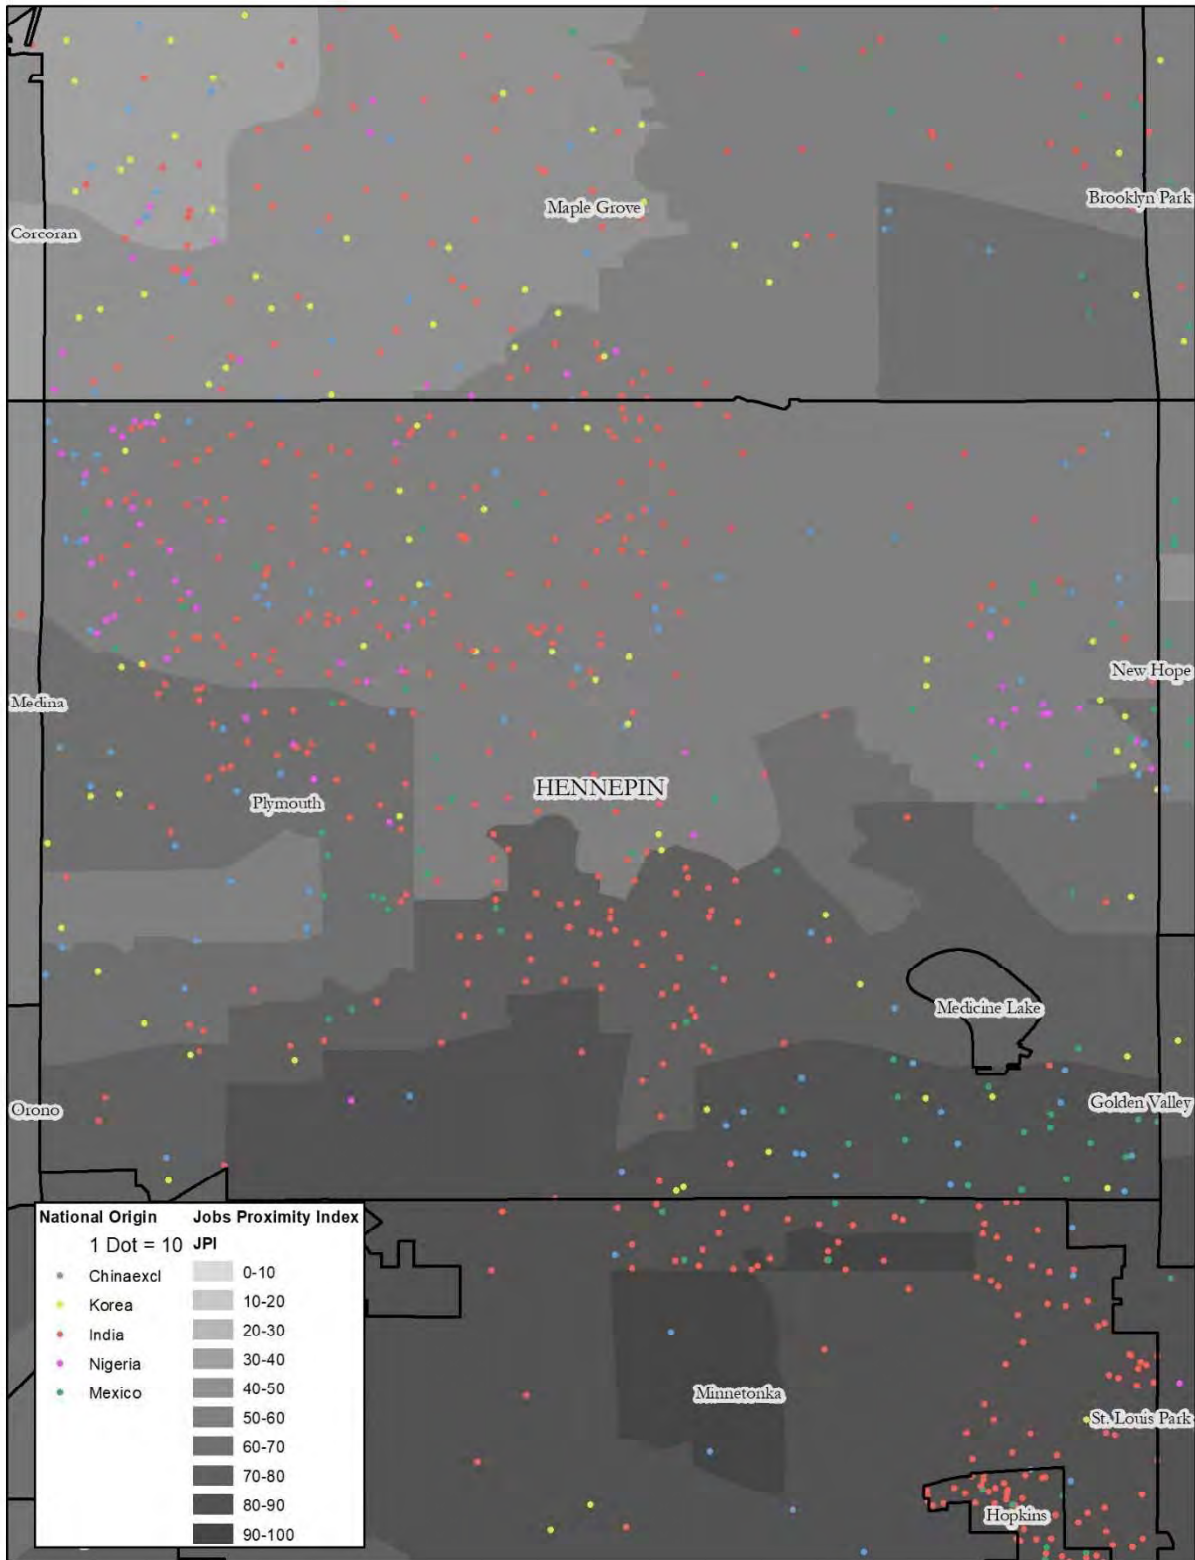 Maple Grove
Brooklyn Park
Corcoran
New Hope
Medina
HENNEPIN
Plymouth
Medicine Lake
Orono
Golden Valley
National Origin
1 Dot = 10
Chinaexcl
Korea
India
Nigeria
Mexico
Jobs Proximity Index
JPI
0-10
10-20
20-30
30-40
40-50
50-60
60-70
70-80
80-90
90-100
Minnetonka
St. Louis Park
Hopkins